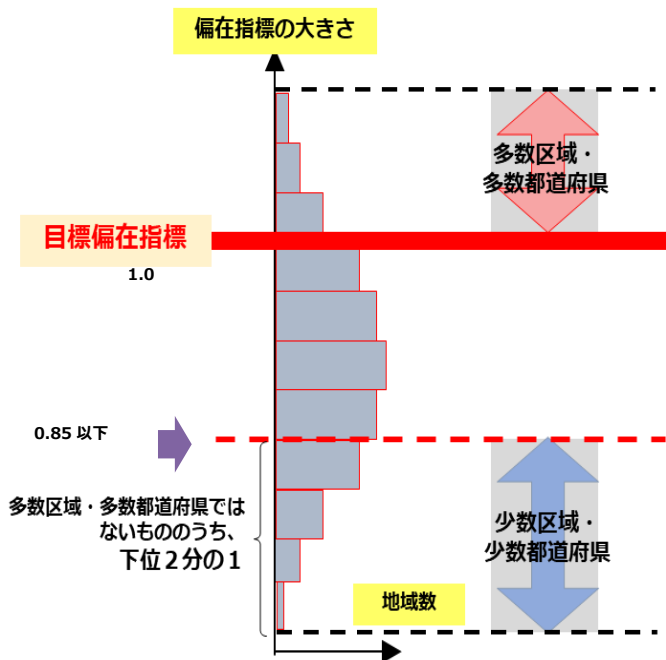 偏在指標の大きさ
多数区域・
多数都道府県
目標偏在指標
1.0
0.85 以下
多数区域・多数都道府県では
ないもののうち、
下位２分の１
少数区域・
少数都道府県
地域数